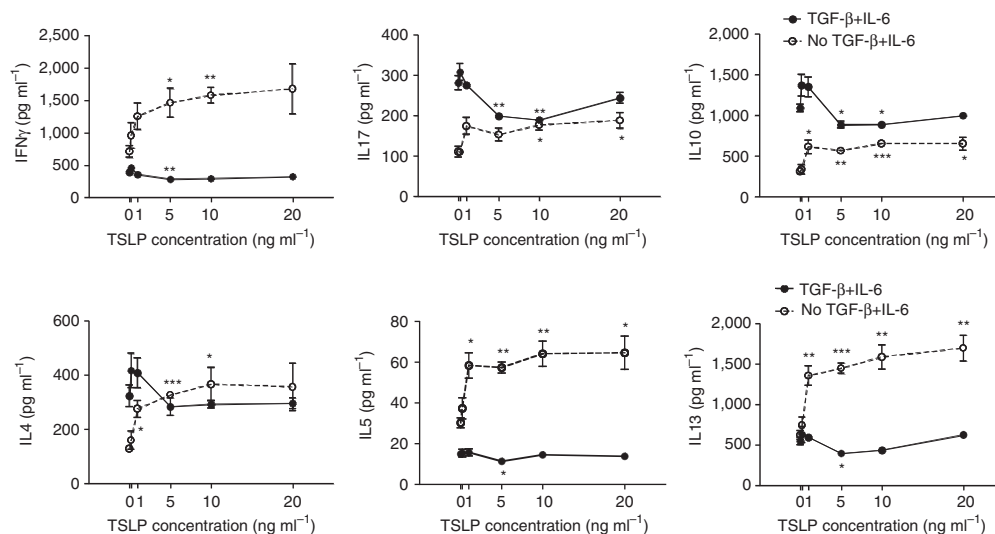 2,500
2,000
1,500
1,000
500
0
IFNγ (pg ml−1)
*
**
**
0 1 5 10 20
TSLP concentration (ng ml−1)
400
300
200
100
0
IL17 (pg ml−1)
**
**
*
*
0 1 5 10 20
TSLP concentration (ng ml−1)
TGF-β+IL-6
No TGF-β+IL-6
1,500
1,000
500
0
IL10 (pg ml−1)
*
*
*
**
***
*
0 1 5 10 20
TSLP concentration (ng ml−1)
600
400
200
0
IL4 (pg ml−1)
*
***
*
0 1 5 10 20
TSLP concentration (ng ml−1)
80
60
40
20
0
IL5 (pg ml−1)
*
**
**
*
*
0 1 5 10 20
TSLP concentration (ng ml−1)
TGF-β+IL-6
No TGF-β+IL-6
2,000
1,500
1,000
500
0
IL13 (pg ml−1)
**
***
**
**
*
0 1 5 10 20
TSLP concentration (ng ml−1)